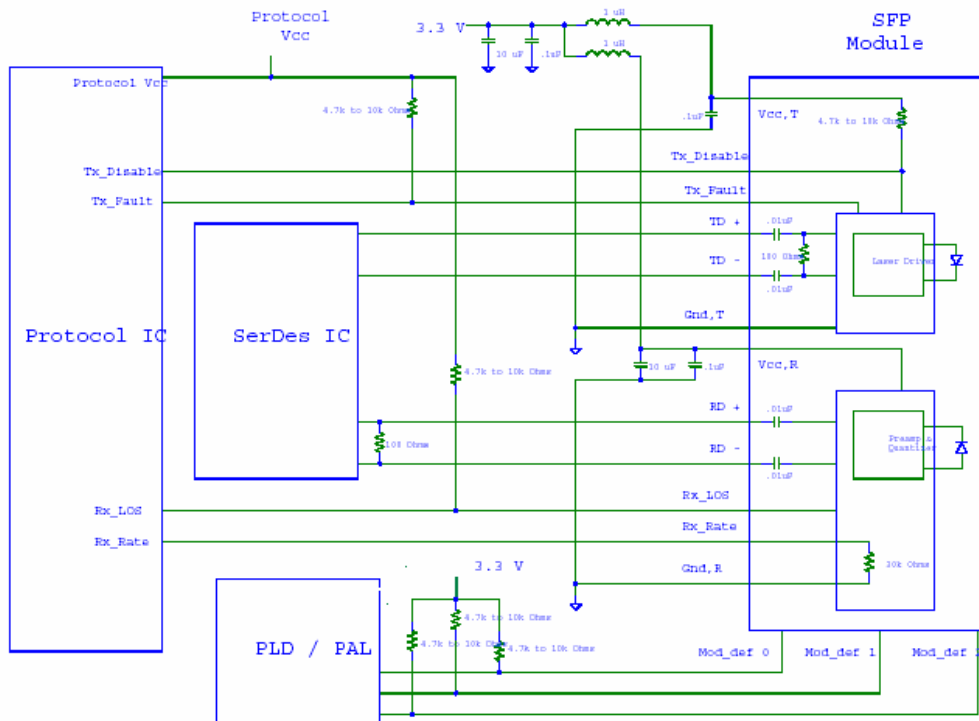 Protocol
Vcc
3.3 V
1 uH
1 uH
10 uF
.1uF
SFP
Module
Protocol Vcc
4.7k to 10k Ohms
.1uF
Vcc,T
4.7k to 10k Ohms
Tx_Disable
Tx_Disable
Tx_Fault
Tx_Fault
TD +
.01uF
100 Ohms
TD -
.01uF
Laser Driver
Gnd,T
Protocol IC
SerDes IC
4.7k to 10k Ohms
10 uF
.1uF
Vcc,R
RD +
.01uF
100 Ohms
RD -
.01uF
Preamp &
Quantizer
Rx_LOS
Rx_LOS
Rx_Rate
Rx_Rate
30k Ohms
3.3 V
Gnd,R
PLD / PAL
4.7k to 10k Ohms
4.7k to 10k Ohms
4.7k to 10k Ohms
Mod_def 0
Mod_def 1
Mod_def